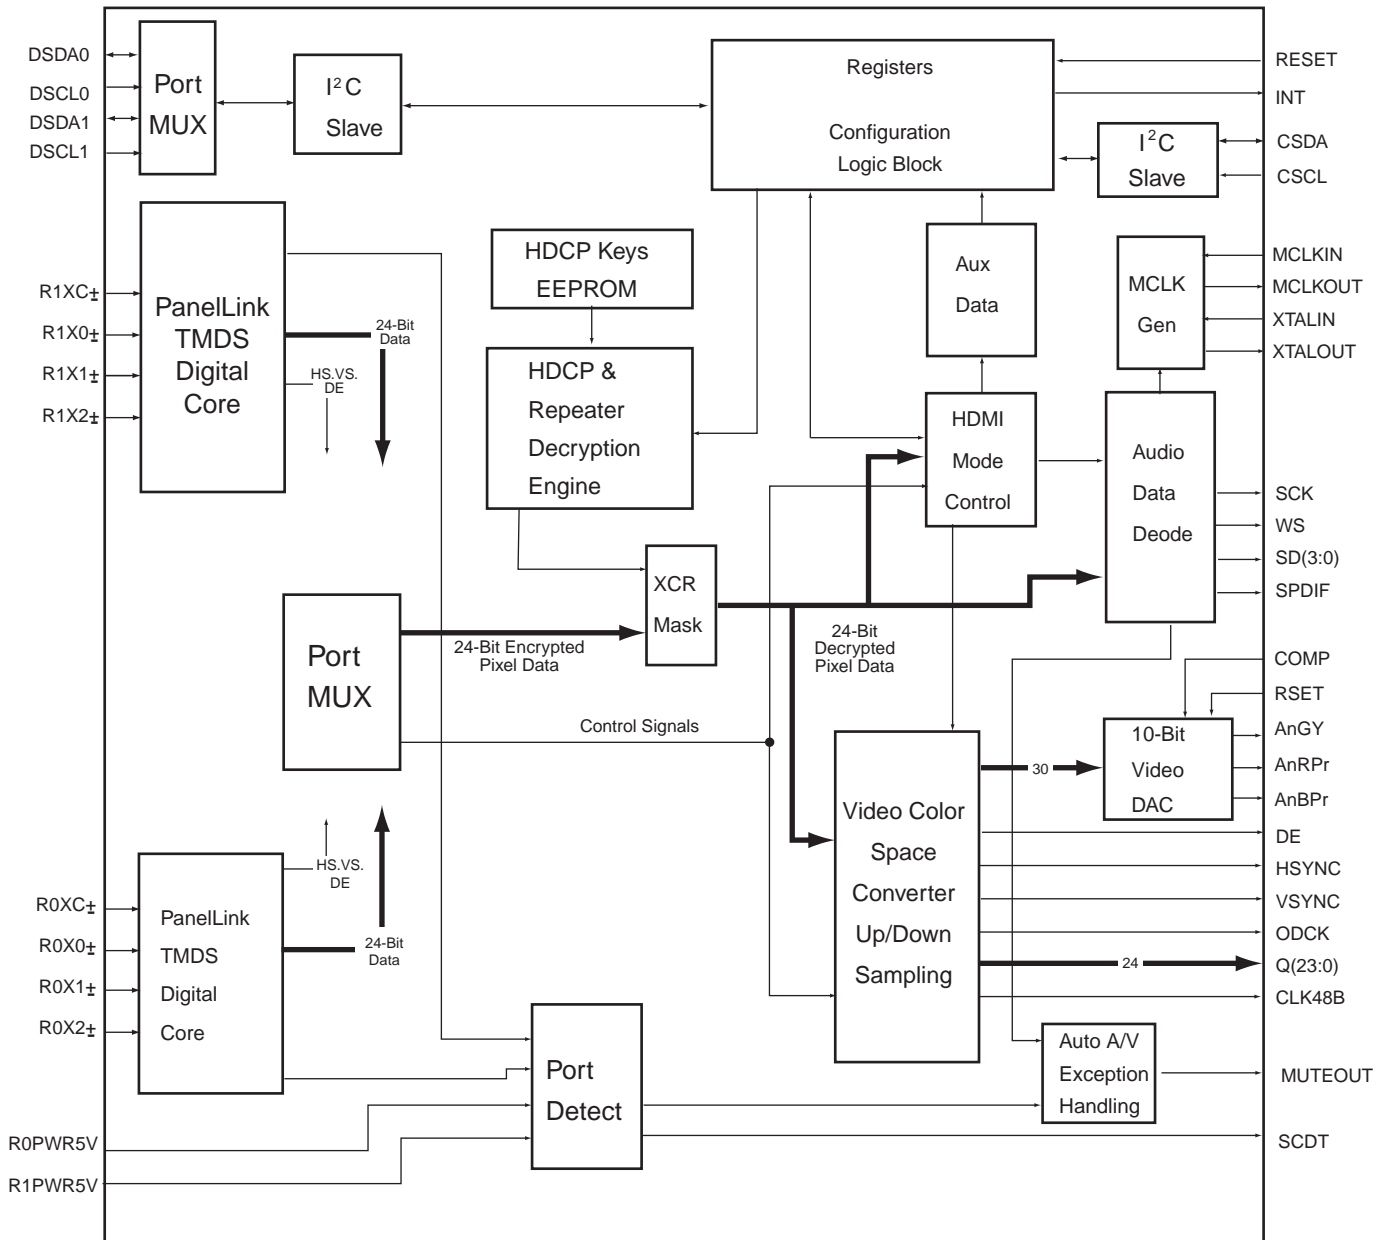 DSDA0
DSCL0
DSDA1
DSCL1
Port
MUX
I²C
Slave
Registers
Configuration
Logic Block
RESET
INT
I²C
Slave
CSDA
CSCL
PanelLink
TMDS
Digital
Core
R1XC±
R1X0±
R1X1±
R1X2±
24-Bit
Data
HS.VS.
DE
HDCP Keys
EEPROM
HDCP &
Repeater
Decryption
Engine
Aux
Data
MCLK
Gen
MCLKIN
MCLKOUT
XTALIN
XTALOUT
HDMI
Mode
Control
Audio
Data
Deode
SCK
WS
SD(3:0)
SPDIF
XCR
Mask
Port
MUX
24-Bit Encrypted
Pixel Data
24-Bit
Decrypted
Pixel Data
Control Signals
COMP
RSET
10-Bit
Video
DAC
AnGY
AnRPr
AnBPr
30
Video Color
Space
Converter
Up/Down
Sampling
DE
HSYNC
VSYNC
ODCK
24
Q(23:0)
CLK48B
HS.VS.
DE
24-Bit
Data
R0XC±
R0X0±
R0X1±
R0X2±
PanelLink
TMDS
Digital
Core
Port
Detect
Auto A/V
Exception
Handling
MUTEOUT
SCDT
R0PWR5V
R1PWR5V